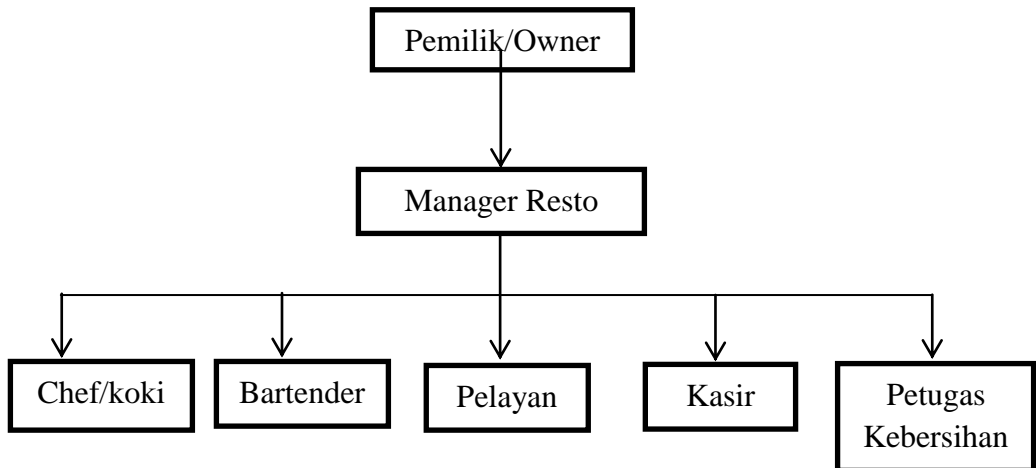 Pemilik/Owner
Manager Resto
Chef/koki
Bartender
Pelayan
Kasir
Petugas
Kebersihan